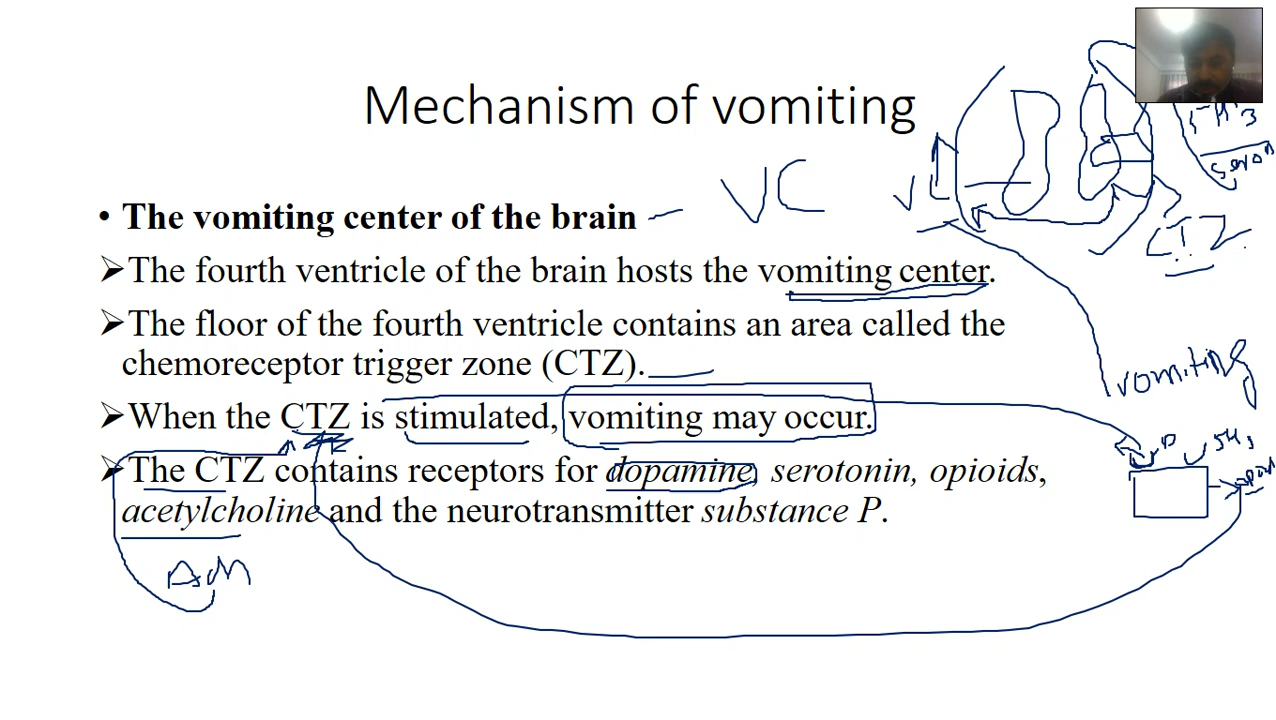 Mechanism of vomiting
• The vomiting center of the brain
VC
VC
CTZ
➢The fourth ventricle of the brain hosts the vomiting center.
➢The floor of the fourth ventricle contains an area called the
chemoreceptor trigger zone (CTZ).
vomiting
➢When the CTZ is stimulated, vomiting may occur.
➢The CTZ contains receptors for dopamine, serotonin, opioids,
acetylcholine and the neurotransmitter substance P.
D